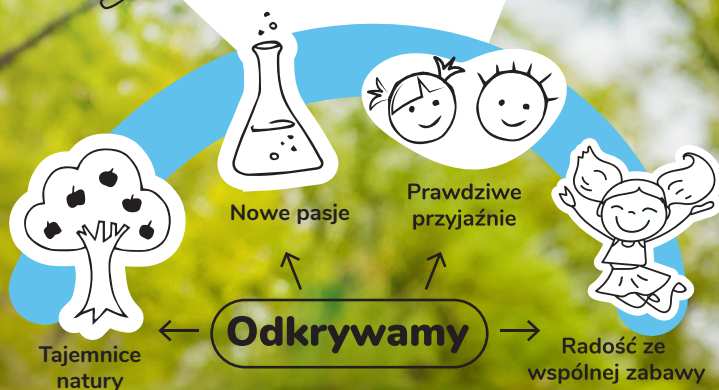 Nowe pasje
Prawdziwe
przyjaźnie
Odkrywamy
Tajemnice
natury
Radość ze
wspólnej zabawy